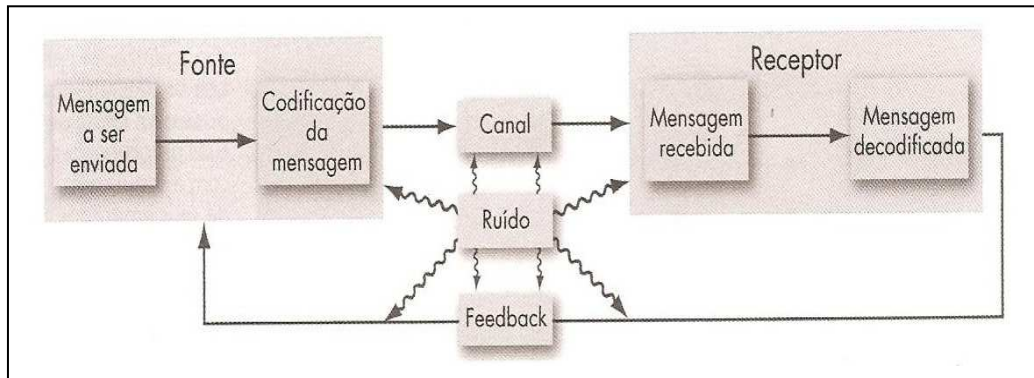 Fonte
Mensagem
a ser
enviada
Codificação
da
mensagem
Canal
Ruído
Feedback
Receptor
Mensagem
recebida
Mensagem
decodificada